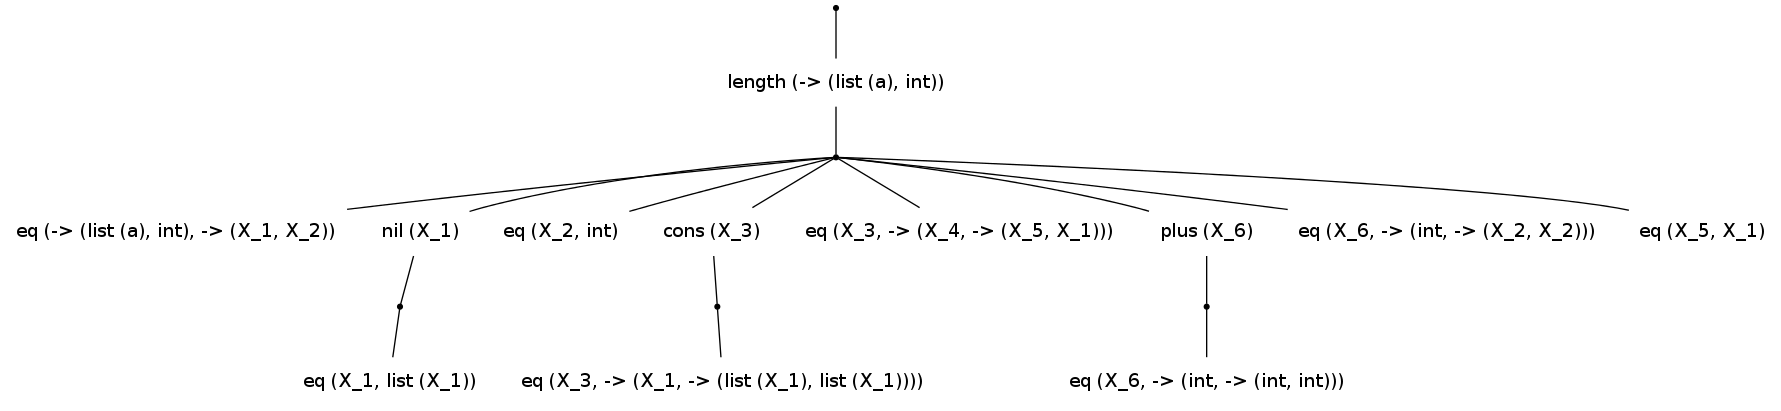 length (-> (list (a), int))
eq (-> (list (a), int), -> (X_1, X_2))
nil (X_1)
eq (X_2, int)
cons (X_3)
eq (X_3, -> (X_4, -> (X_5, X_1)))
plus (X_6)
eq (X_6, -> (int, -> (X_2, X_2)))
eq (X_5, X_1)
eq (X_1, list (X_1))
eq (X_3, -> (X_1, -> (list (X_1), list (X_1))))
eq (X_6, -> (int, -> (int, int)))